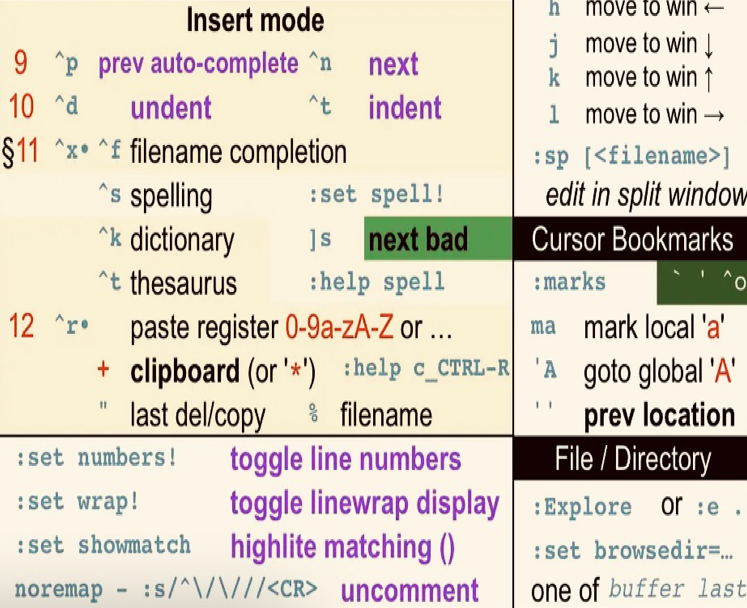 Insert mode
9 ^p prev auto-complete ^n next
10 ^d undent ^t indent
§11 ^x• ^f filename completion
^s spelling :set spell!
^k dictionary ]s next bad
^t thesaurus :help spell
12 ^r• paste register 0-9a-zA-Z or …
+ clipboard (or '*') :help c_CTRL-R
" last del/copy % filename
:set numbers! toggle line numbers
:set wrap! toggle linewrap display
:set showmatch highlite matching ()
noremap - :s/^\/\///<CR> uncomment
h move to win ←
j move to win ↓
k move to win ↑
l move to win →
:sp [<filename>]
edit in split window
Cursor Bookmarks
:marks ` ' ^o
ma mark local 'a'
'A goto global 'A'
'' prev location
File / Directory
:Explore or :e .
:set browsedir=…
one of buffer last